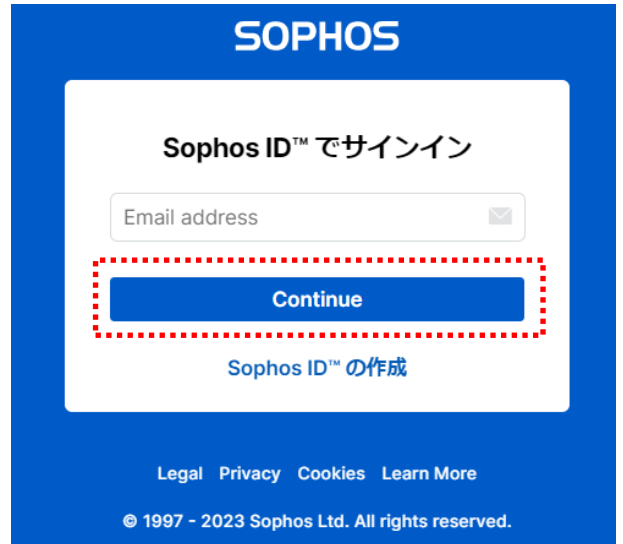 SOPHOS
Sophos ID™ でサインイン
Email address
Continue
Sophos ID™ の作成
Legal Privacy Cookies Learn More
© 1997 - 2023 Sophos Ltd. All rights reserved.